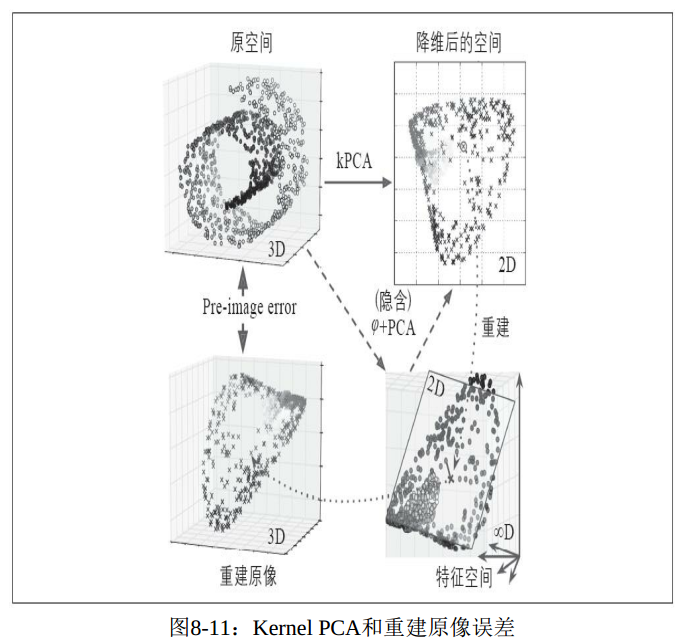 原空间
降维后的空间
kPCA
3D
2D
Pre-image error
(隐含)
φ+PCA
重建
2D
3D
∞D
重建原像
特征空间
图8-11：Kernel PCA和重建原像误差